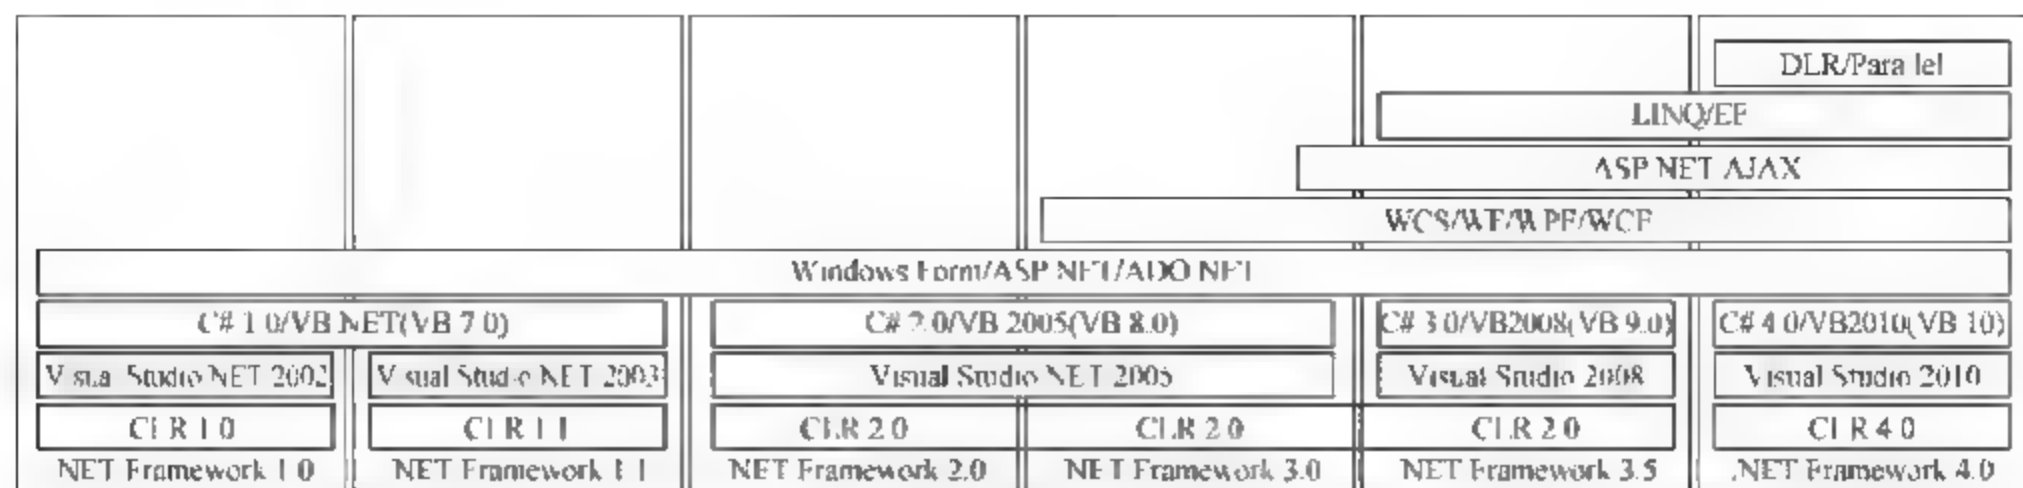 DLR/Parallel
LINQ/EF
ASP NET AJAX
WCS/WF/WPF/WCF
Windows Form/ASP NET/ADO NET
C# 1 0/VB NET(VB 7 0)
C# 2.0/VB 2005(VB 8.0)
C# 3 0/VB2008(VB 9.0)
C# 4 0/VB2010(VB 10)
Visual Studio NET 2002
Visual Studio NET 2003
Visual Studio NET 2005
Visual Studio 2008
Visual Studio 2010
CLR 1 0
CLR 1 1
CLR 2 0
CLR 2 0
CLR 2 0
CLR 4 0
NET Framework 1 0
NET Framework 1 1
NET Framework 2.0
NET Framework 3.0
NET Framework 3.5
.NET Framework 4.0